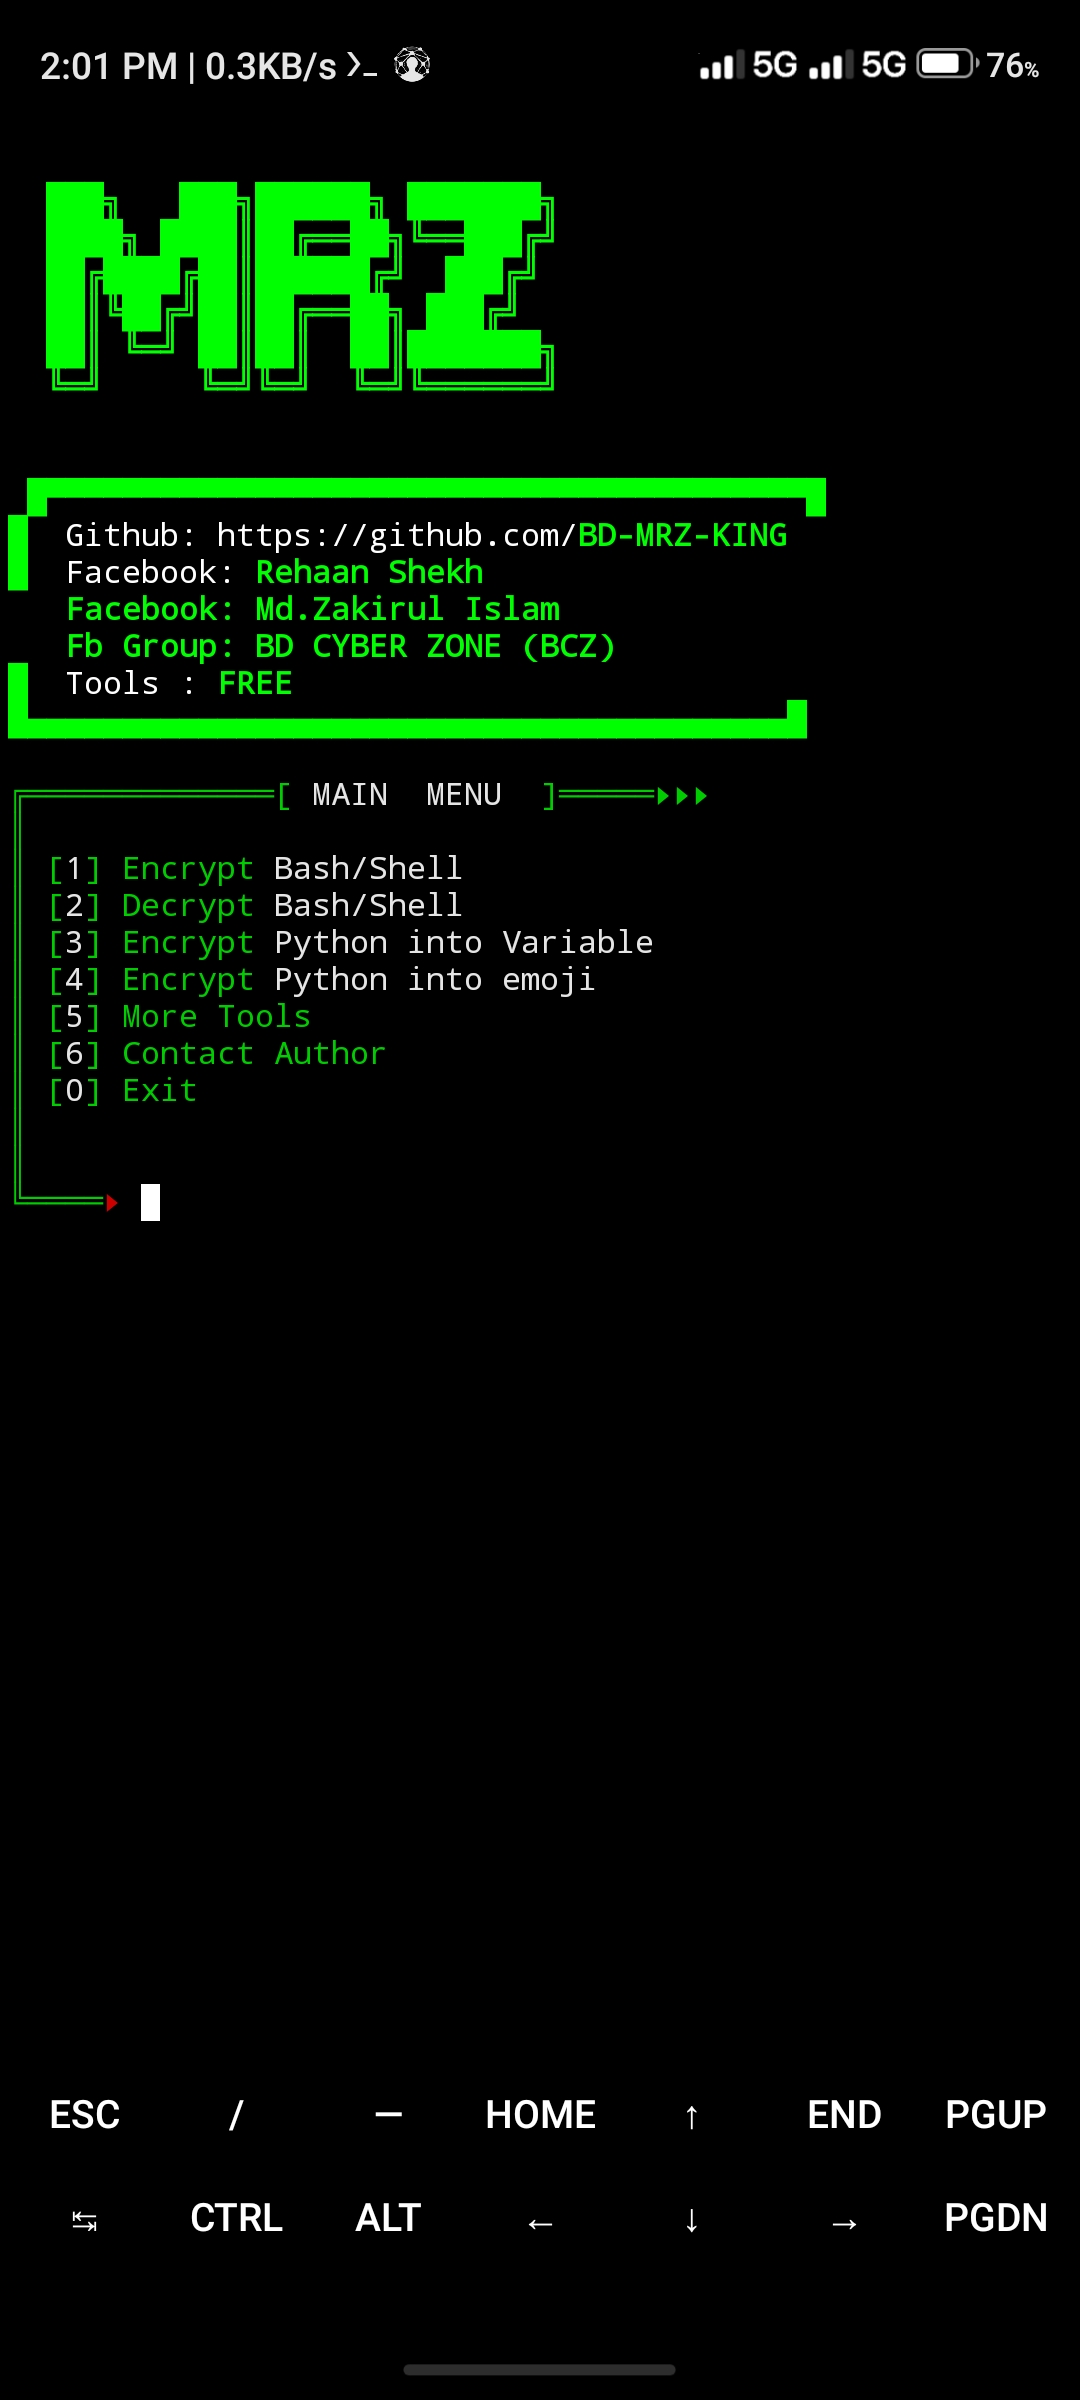 2:01 PM | 0.3KB/s >_ 5G 5G 76%
MRZ
Github: https://github.com/BD-MRZ-KING
Facebook: Rehaan Shekh
Facebook: Md.Zakirul Islam
Fb Group: BD CYBER ZONE (BCZ)
Tools : FREE
[ MAIN MENU ]
[1] Encrypt Bash/Shell
[2] Decrypt Bash/Shell
[3] Encrypt Python into Variable
[4] Encrypt Python into emoji
[5] More Tools
[6] Contact Author
[0] Exit
ESC / — HOME ↑ END PGUP
↹ CTRL ALT ← ↓ → PGDN